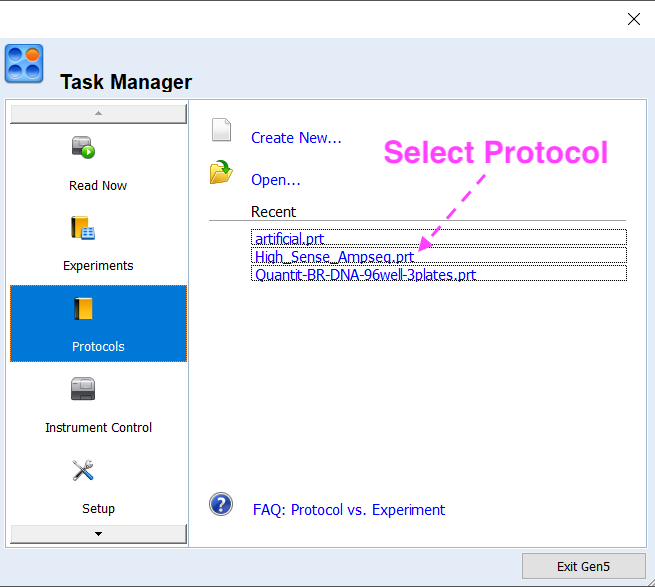 Task Manager
Read Now
Experiments
Protocols
Instrument Control
Setup
Create New...
Select Protocol
Open...
Recent
artificial.prt
High_Sense_Ampseq.prt
Quantit-BR-DNA-96well-3plates.prt
?
FAQ: Protocol vs. Experiment
Exit Gen5